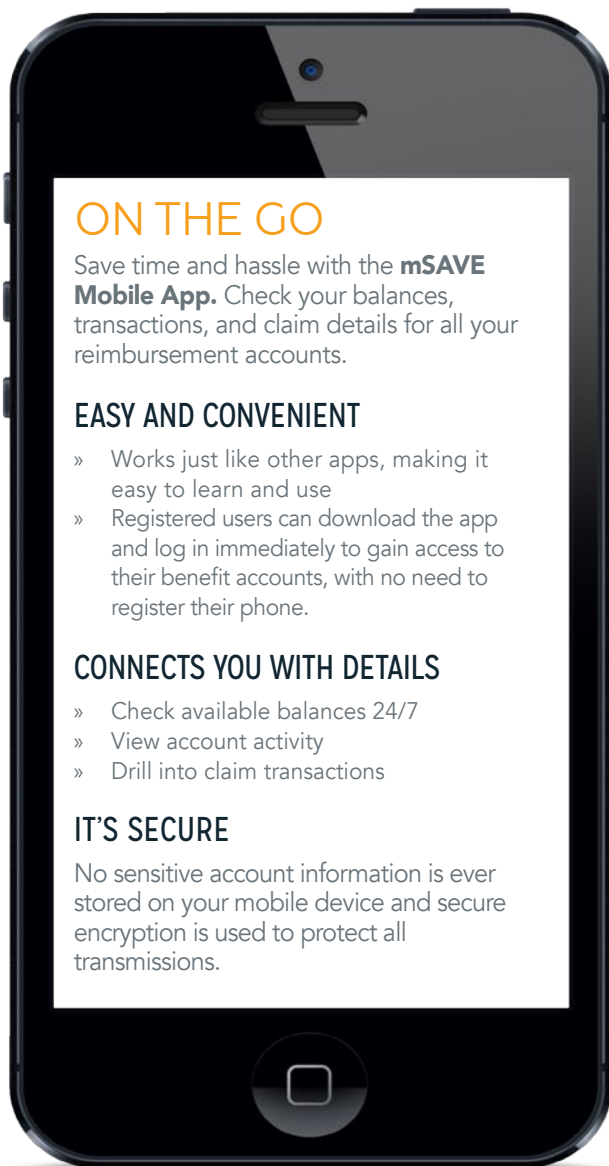 ON THE GO
Save time and hassle with the mSAVE
Mobile App. Check your balances,
transactions, and claim details for all your
reimbursement accounts.
EASY AND CONVENIENT
» Works just like other apps, making it
easy to learn and use
» Registered users can download the app
and log in immediately to gain access to
their benefit accounts, with no need to
register their phone.
CONNECTS YOU WITH DETAILS
» Check available balances 24/7
» View account activity
» Drill into claim transactions
IT'S SECURE
No sensitive account information is ever
stored on your mobile device and secure
encryption is used to protect all
transmissions.